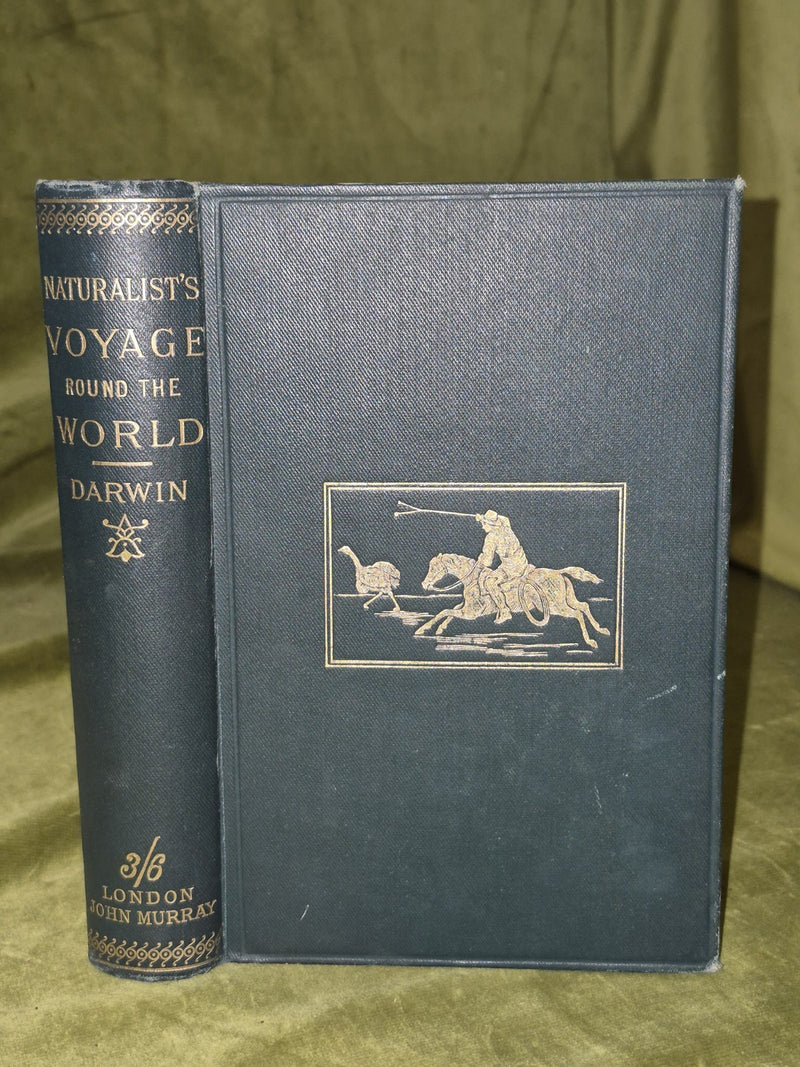 NATURALIST'S
VOYAGE
ROUND THE
WORLD
DARWIN
3/6
LONDON
JOHN MURRAY